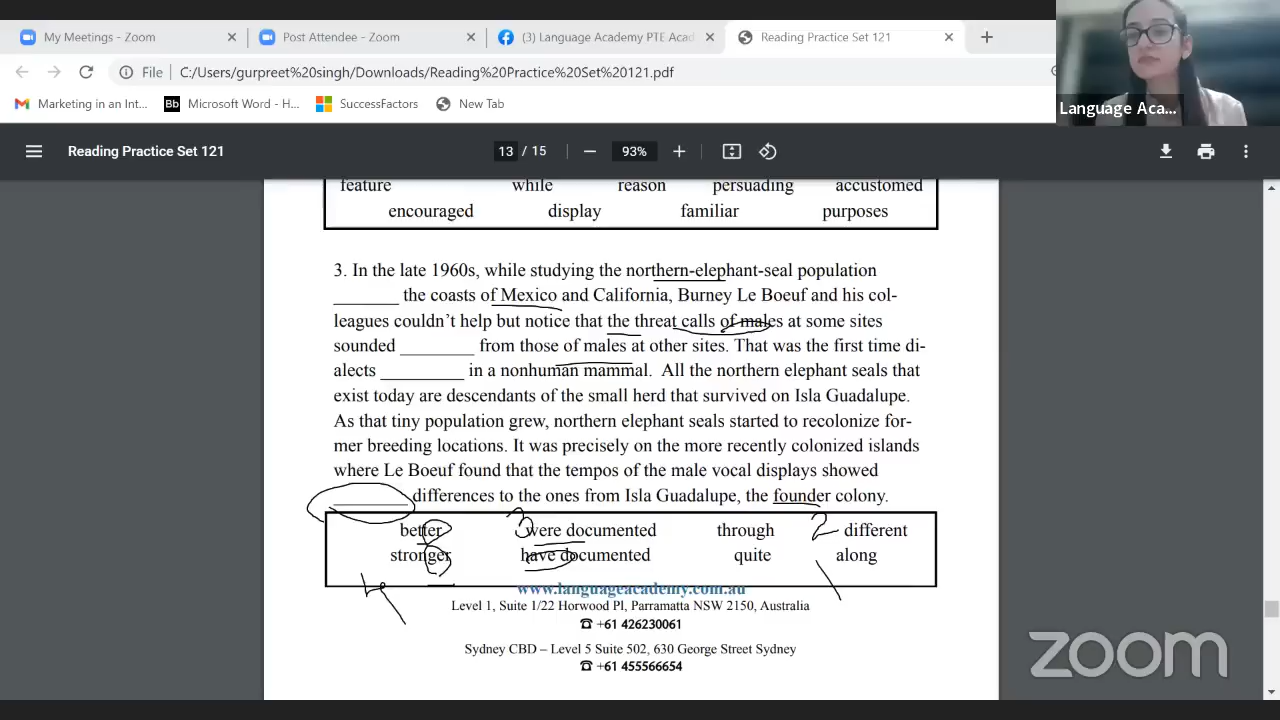 My Meetings - Zoom
Post Attendee - Zoom
(3) Language Academy PTE Acad
Reading Practice Set 121
File
C:/Users/gurpreet%20singh/Downloads/Reading%20Practice%20Set%20121.pdf
Marketing in an Int...
Bb Microsoft Word - H...
SuccessFactors
New Tab
Language Aca...
Reading Practice Set 121
13 / 15
93%
feature while reason persuading accustomed
encouraged display familiar purposes
3. In the late 1960s, while studying the northern-elephant-seal population
_______ the coasts of Mexico and California, Burney Le Boeuf and his col-
leagues couldn't help but notice that the threat calls of males at some sites
sounded ________ from those of males at other sites. That was the first time di-
alects _________ in a nonhuman mammal. All the northern elephant seals that
exist today are descendants of the small herd that survived on Isla Guadalupe.
As that tiny population grew, northern elephant seals started to recolonize for-
mer breeding locations. It was precisely on the more recently colonized islands
where Le Boeuf found that the tempos of the male vocal displays showed
________ differences to the ones from Isla Guadalupe, the founder colony.
better 3 were documented through 2 different
stronger have documented quite along
www.languageacademy.com.au
Level 1, Suite 1/22 Horwood Pl, Parramatta NSW 2150, Australia
☎ +61 426230061
Sydney CBD – Level 5 Suite 502, 630 George Street Sydney
☎ +61 455566654
zoom